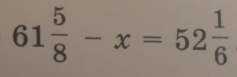 61 5/8 - x = 52 1/6